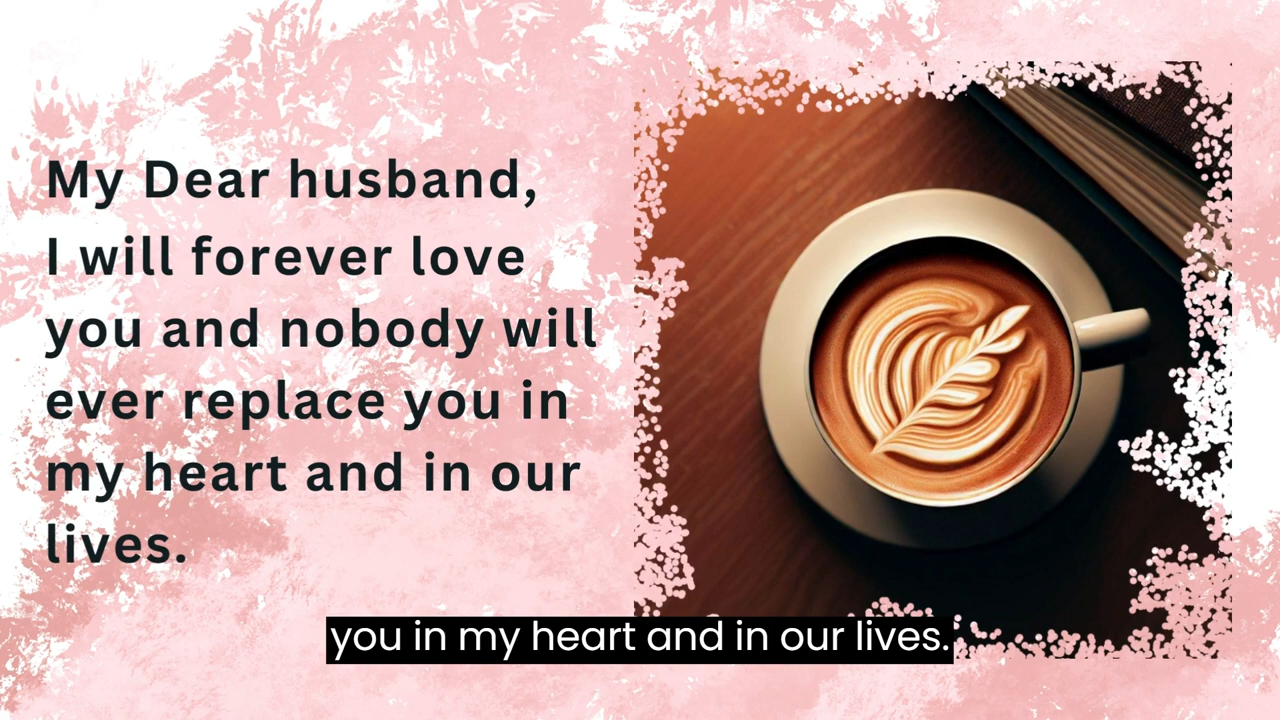 My Dear husband,
I will forever love
you and nobody will
ever replace you in
my heart and in our
lives.
you in my heart and in our lives.